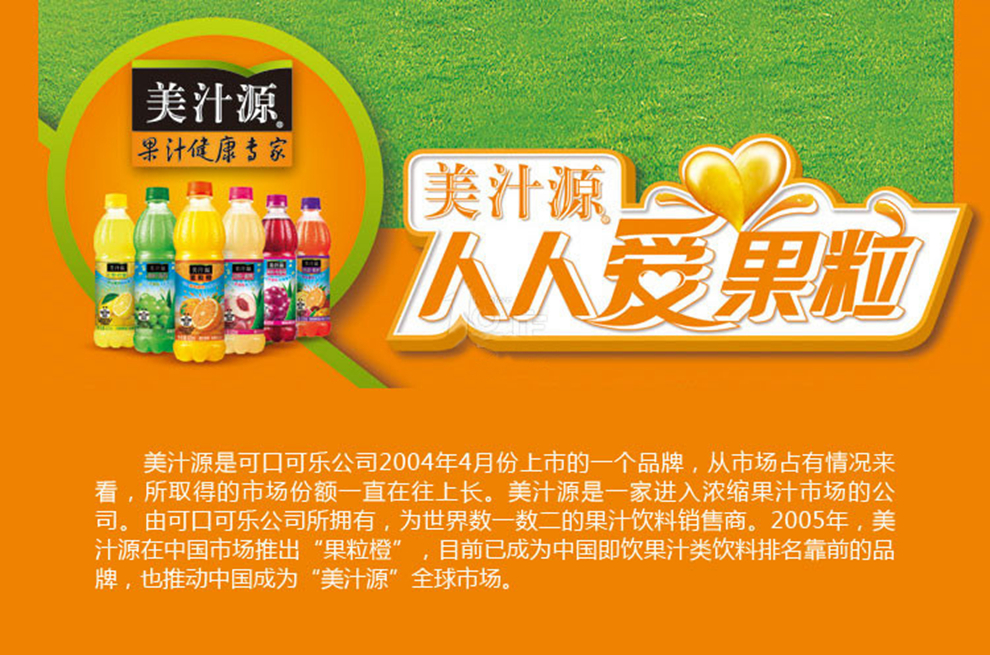 美汁源
果汁健康专家
美汁源
人人爱果粒
美汁源是可口可乐公司2004年4月份上市的一个品牌，从市场占有情况来
看，所取得的市场份额一直在往上长。美汁源是一家进入浓缩果汁市场的公
司。由可口可乐公司所拥有，为世界数一数二的果汁饮料销售商。2005年，美
汁源在中国市场推出“果粒橙”，目前已成为中国即饮果汁类饮料排名靠前的品
牌，也推动中国成为“美汁源”全球市场。